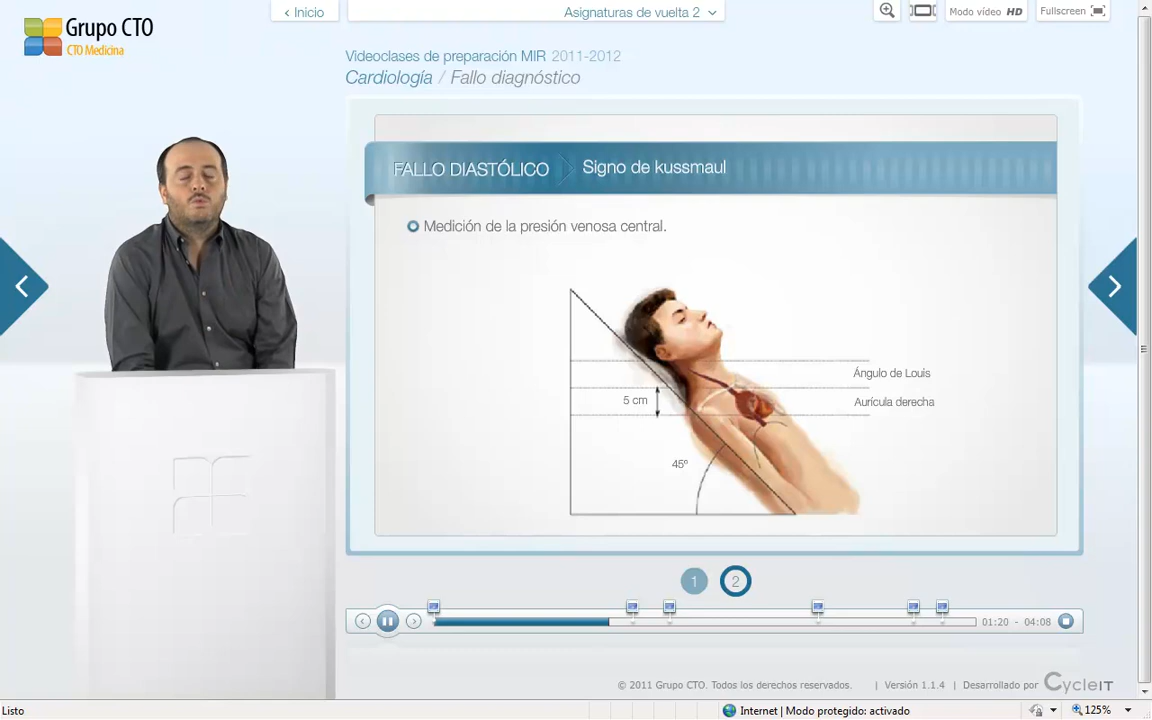 Grupo CTO
CTO Medicina
‹ Inicio
Asignaturas de vuelta 2
Modo vídeo HD
Fullscreen
Videoclases de preparación MIR 2011-2012
Cardiología / Fallo diagnóstico
FALLO DIASTÓLICO
Signo de kussmaul
Medición de la presión venosa central.
Ángulo de Louis
5 cm
Aurícula derecha
45º
1
2
01:20 - 04:08
© 2011 Grupo CTO. Todos los derechos reservados. | Versión 1.1.4 | Desarrollado por CycleIT
Listo
Internet | Modo protegido: activado
125%